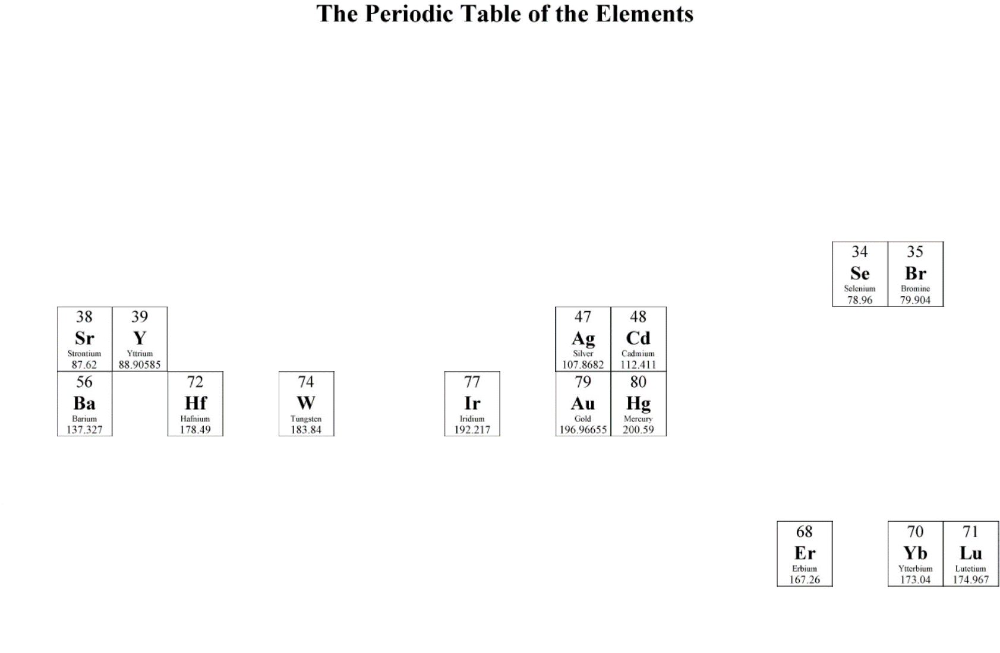 The Periodic Table of the Elements
34 35
Se Br
Selenium Bromine
78.96 79.904
38 39 47 48
Sr Y Ag Cd
Strontium Yttrium Silver Cadmium
87.62 88.90585 107.8682 112.411
56 72 74 77 79 80
Ba Hf W Ir Au Hg
Barium Hafnium Tungsten Iridium Gold Mercury
137.327 178.49 183.84 192.217 196.96655 200.59
68 70 71
Er Yb Lu
Erbium Ytterbium Lutetium
167.26 173.04 174.967